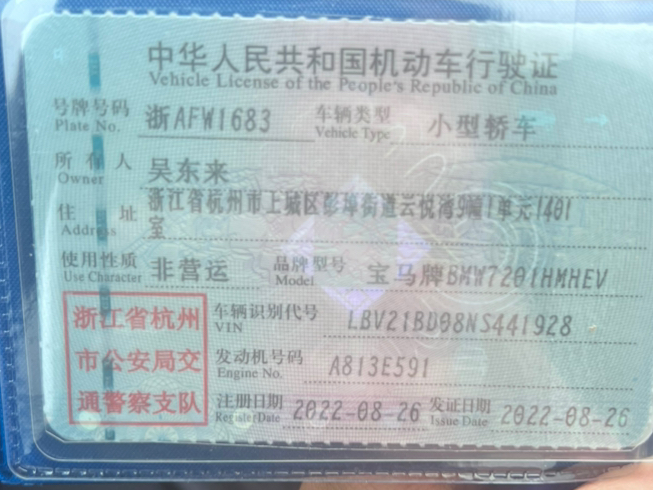 中华人民共和国机动车行驶证
Vehicle License of the People's Republic of China
号牌号码 浙AFW1683 车辆类型 小型轿车
Plate No. Vehicle Type
所有人 吴东来
Owner
住址 浙江省杭州市上城区彭埠街道云悦湾9幢1单元1401
Address 室
使用性质 非营运 品牌型号 宝马牌BMW7201HMHEV
Use Character Model
浙江省杭州 车辆识别代号 LBV21BD08NS441928
VIN
市公安局交 发动机号码 A813E591
Engine No.
通警察支队 注册日期 2022-08-26 发证日期 2022-08-26
Register Date Issue Date